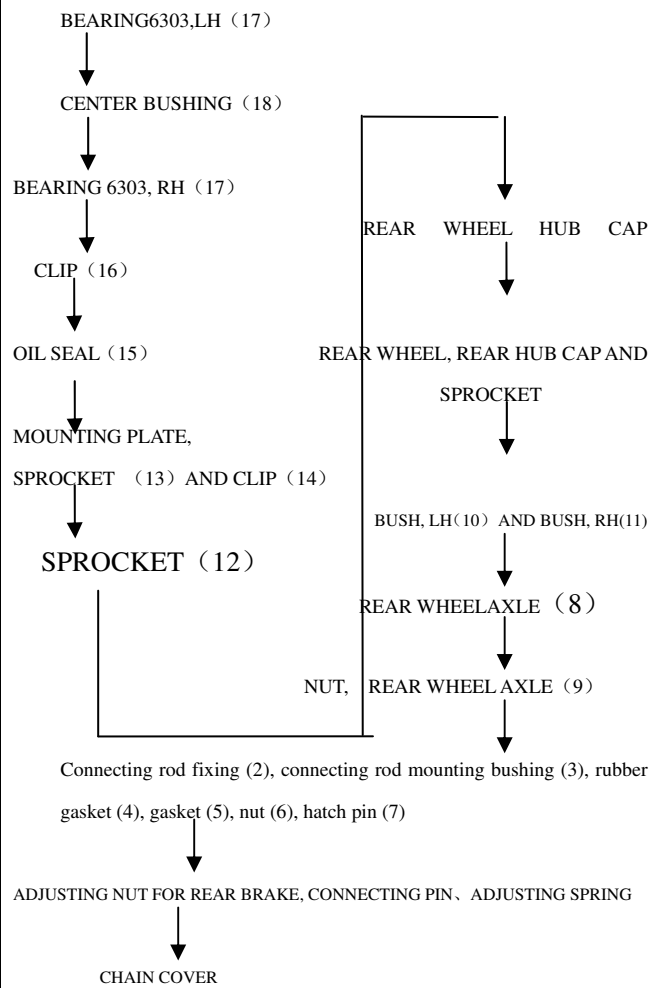 BEARING6303,LH（17）
CENTER BUSHING（18）
BEARING 6303, RH（17）
CLIP（16）
OIL SEAL（15）
MOUNTING PLATE,
SPROCKET （13）AND CLIP（14）
SPROCKET（12）
REAR WHEEL HUB CAP
REAR WHEEL, REAR HUB CAP AND
SPROCKET
BUSH, LH（10）AND BUSH, RH(11)
REAR WHEELAXLE（8）
NUT, REAR WHEEL AXLE（9）
Connecting rod fixing (2), connecting rod mounting bushing (3), rubber
gasket (4), gasket (5), nut (6), hatch pin (7)
ADJUSTING NUT FOR REAR BRAKE, CONNECTING PIN、ADJUSTING SPRING
CHAIN COVER